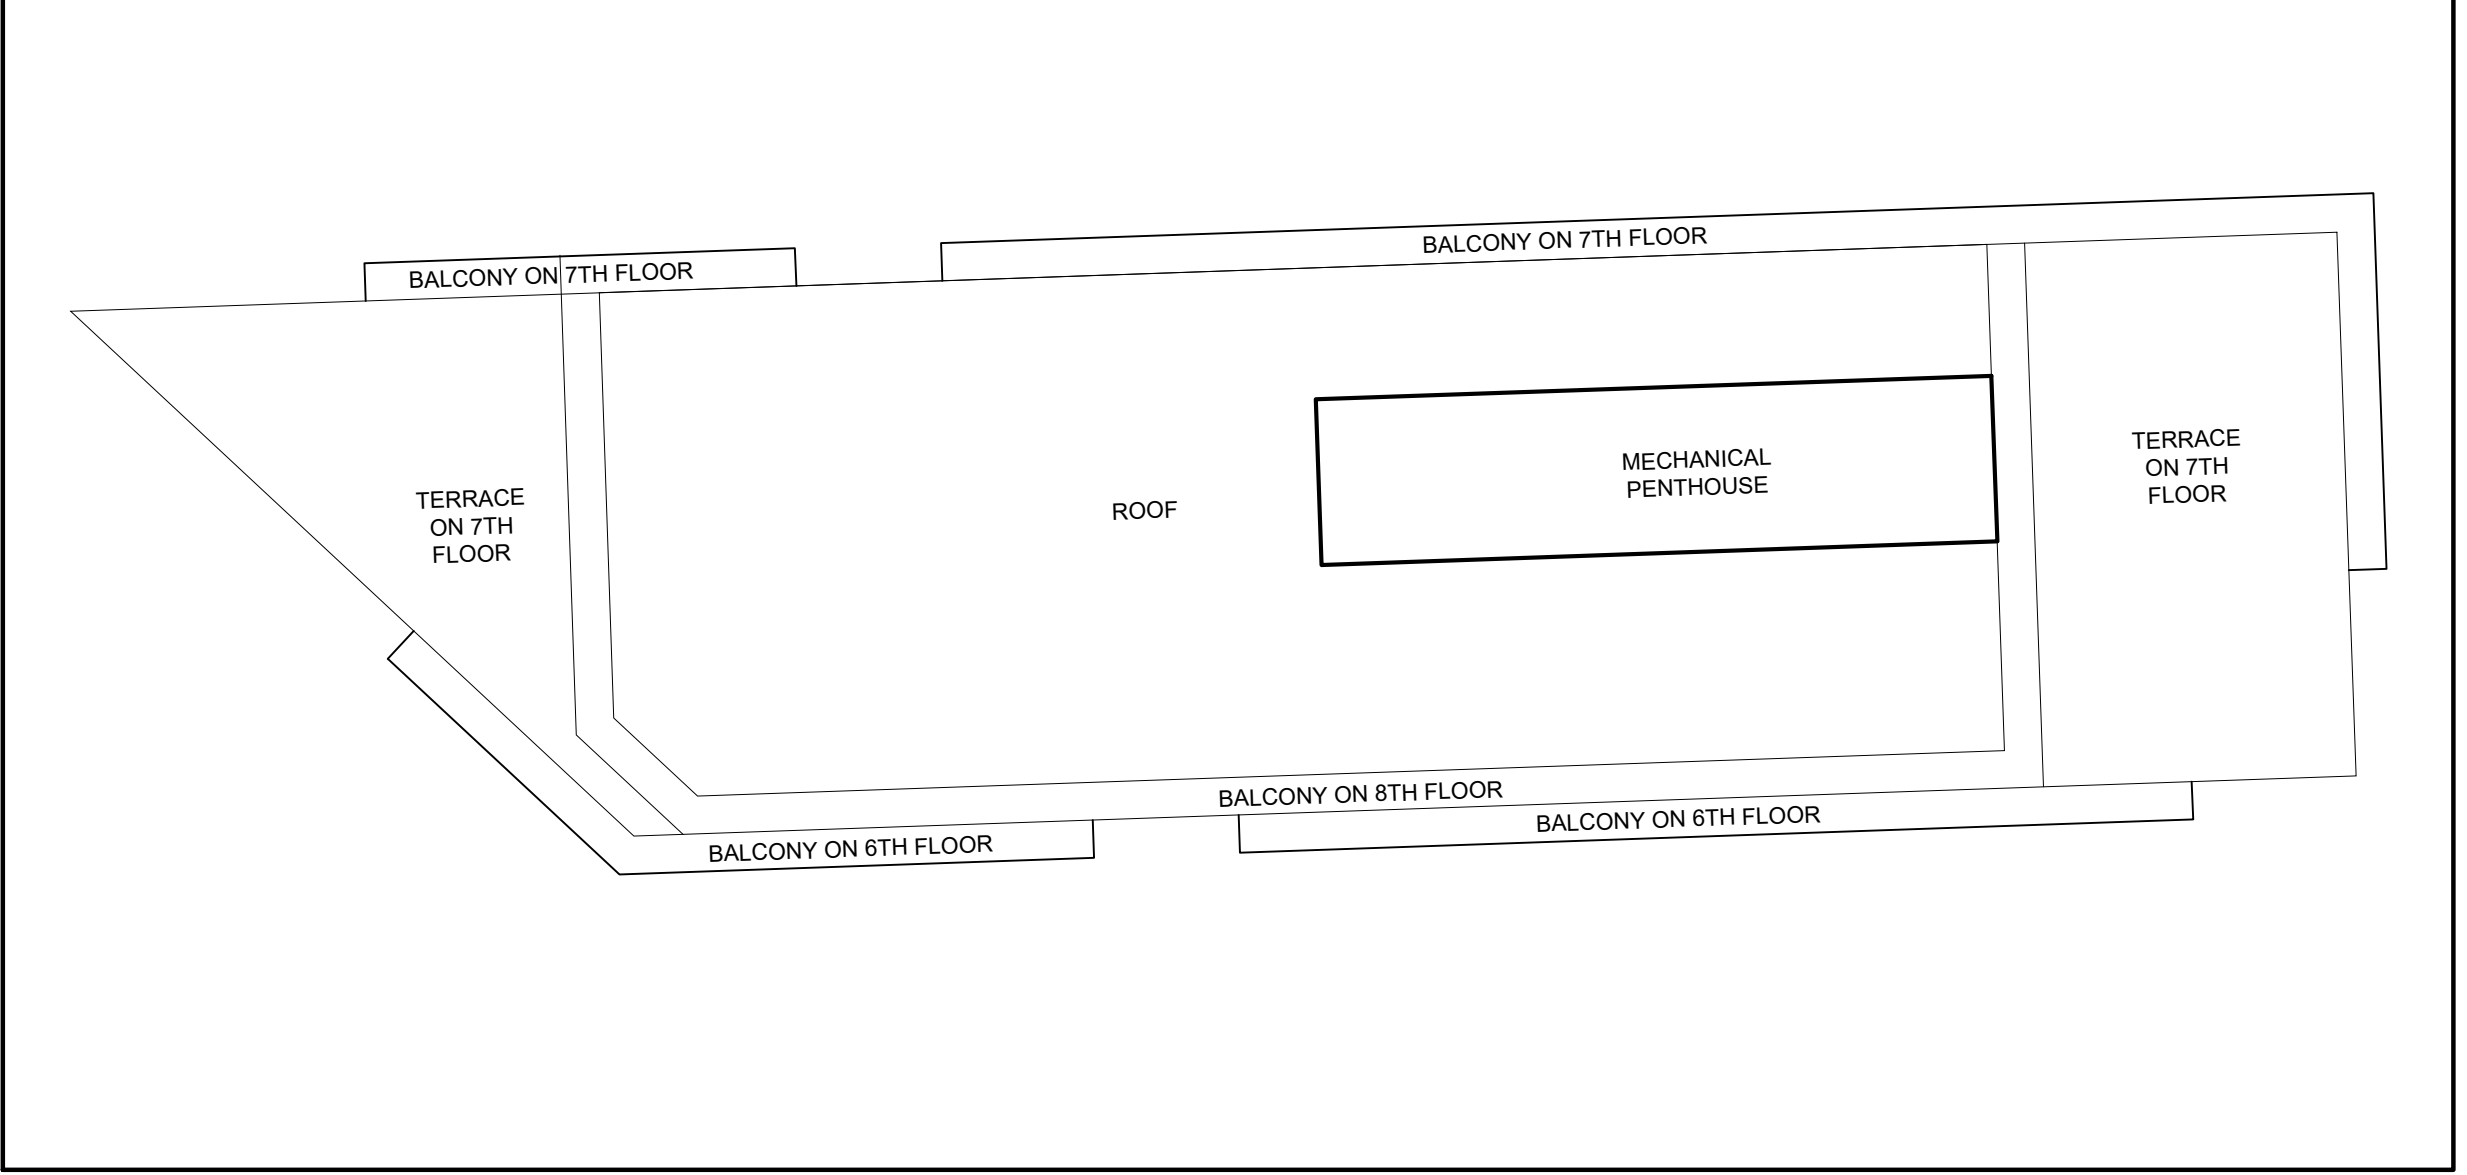 BALCONY ON 7TH FLOOR
BALCONY ON 7TH FLOOR
TERRACE
ON 7TH
FLOOR
ROOF
MECHANICAL
PENTHOUSE
TERRACE
ON 7TH
FLOOR
BALCONY ON 8TH FLOOR
BALCONY ON 6TH FLOOR
BALCONY ON 6TH FLOOR